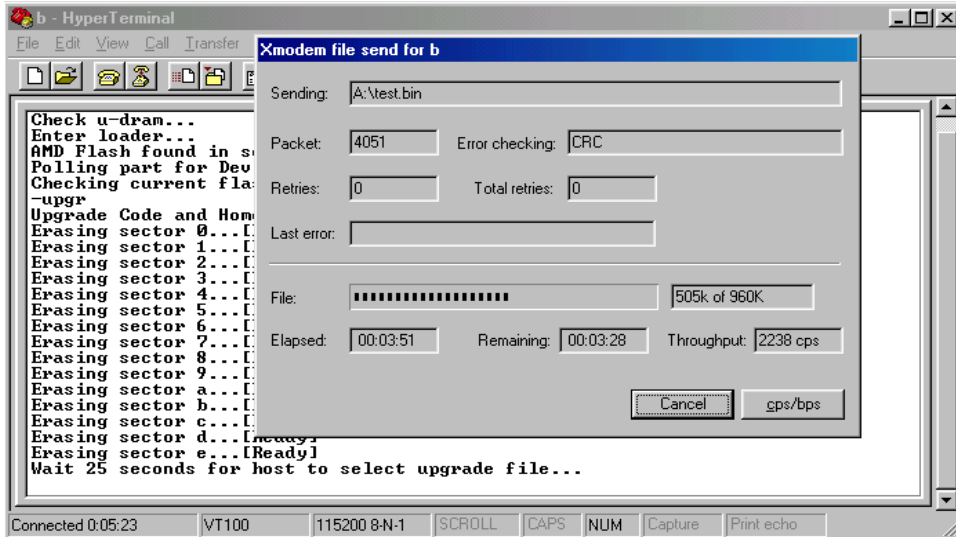 b - HyperTerminal
File Edit View Call Transfer
Xmodem file send for b
Sending: A:\test.bin
Packet: 4051 Error checking: CRC
Retries: 0 Total retries: 0
Last error:
File: 505k of 960K
Elapsed: 00:03:51 Remaining: 00:03:28 Throughput: 2238 cps
Cancel cps/bps
Check u-dram...
Enter loader...
AMD Flash found in s
Polling part for Dev
Checking current fla
-upgr
Upgrade Code and Hom
Erasing sector 0...[
Erasing sector 1...[
Erasing sector 2...[
Erasing sector 3...[
Erasing sector 4...[
Erasing sector 5...[
Erasing sector 6...[
Erasing sector 7...[
Erasing sector 8...[
Erasing sector 9...[
Erasing sector a...[
Erasing sector b...[
Erasing sector c...[
Erasing sector d...[Ready]
Erasing sector e...[Ready]
Wait 25 seconds for host to select upgrade file...
Connected 0:05:23 VT100 115200 8-N-1 SCROLL CAPS NUM Capture Print echo